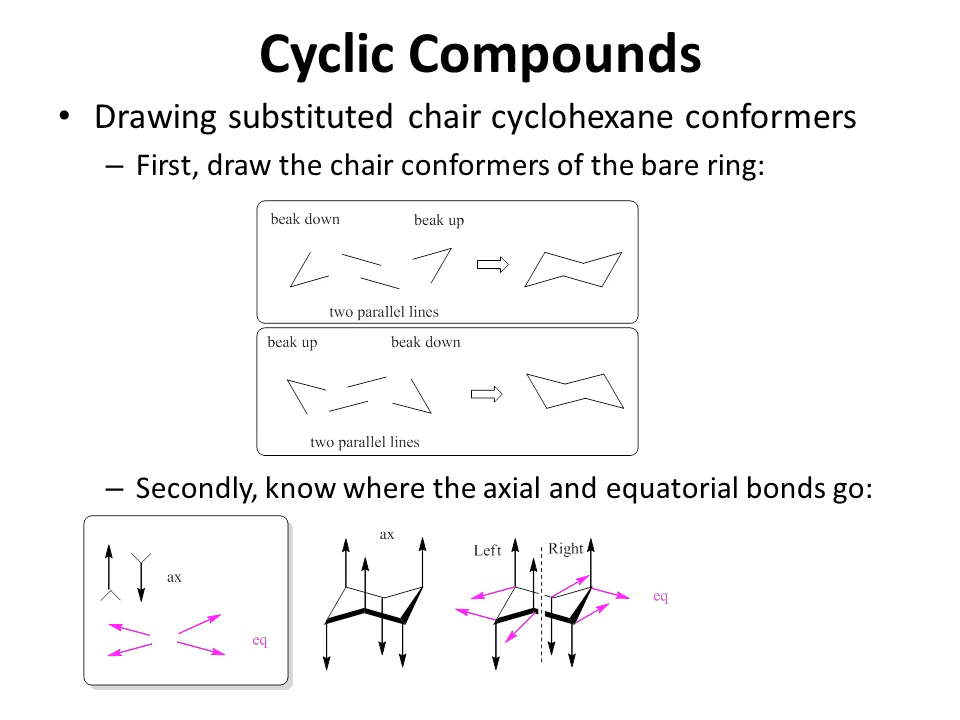 Cyclic Compounds
• Drawing substituted chair cyclohexane conformers
– First, draw the chair conformers of the bare ring:
beak down beak up
two parallel lines
beak up beak down
two parallel lines
– Secondly, know where the axial and equatorial bonds go:
ax
eq
ax
Left Right
eq